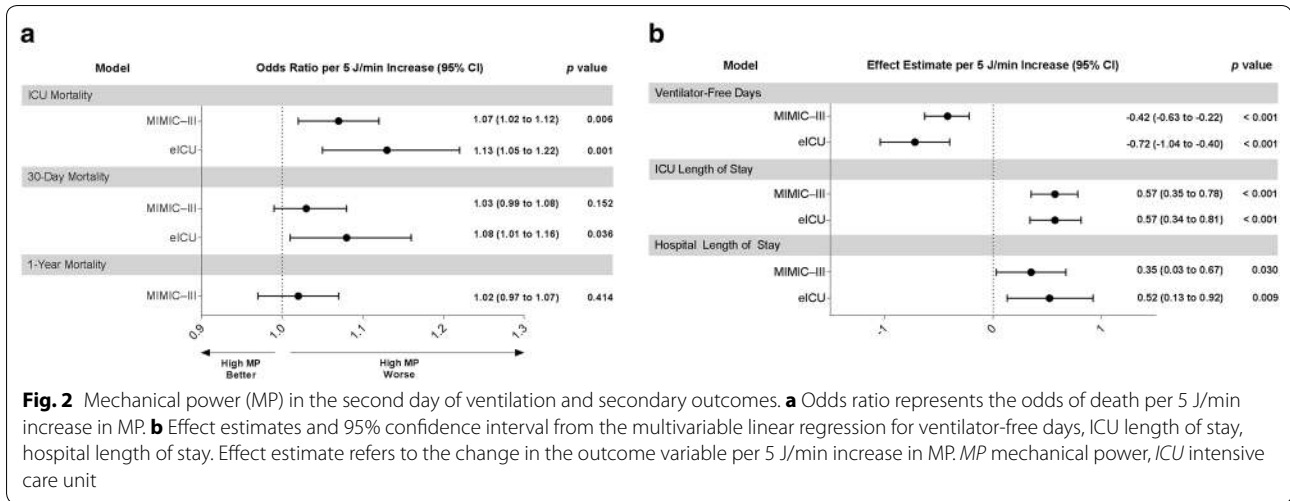 a
Model Odds Ratio per 5 J/min Increase (95% CI) p value
ICU Mortality
MIMIC–III 1.07 (1.02 to 1.12) 0.006
eICU 1.13 (1.05 to 1.22) 0.001
30-Day Mortality
MIMIC–III 1.03 (0.99 to 1.08) 0.152
eICU 1.08 (1.01 to 1.16) 0.036
1-Year Mortality
MIMIC–III 1.02 (0.97 to 1.07) 0.414
0.9 1.0 1.1 1.2 1.3
High MP High MP
Better Worse
b
Model Effect Estimate per 5 J/min Increase (95% CI) p value
Ventilator-Free Days
MIMIC–III -0.42 (-0.63 to -0.22) < 0.001
eICU -0.72 (-1.04 to -0.40) < 0.001
ICU Length of Stay
MIMIC–III 0.57 (0.35 to 0.78) < 0.001
eICU 0.57 (0.34 to 0.81) < 0.001
Hospital Length of Stay
MIMIC–III 0.35 (0.03 to 0.67) 0.030
eICU 0.52 (0.13 to 0.92) 0.009
-1 0 1
Fig. 2 Mechanical power (MP) in the second day of ventilation and secondary outcomes. a Odds ratio represents the odds of death per 5 J/min
increase in MP. b Effect estimates and 95% confidence interval from the multivariable linear regression for ventilator-free days, ICU length of stay,
hospital length of stay. Effect estimate refers to the change in the outcome variable per 5 J/min increase in MP. MP mechanical power, ICU intensive
care unit